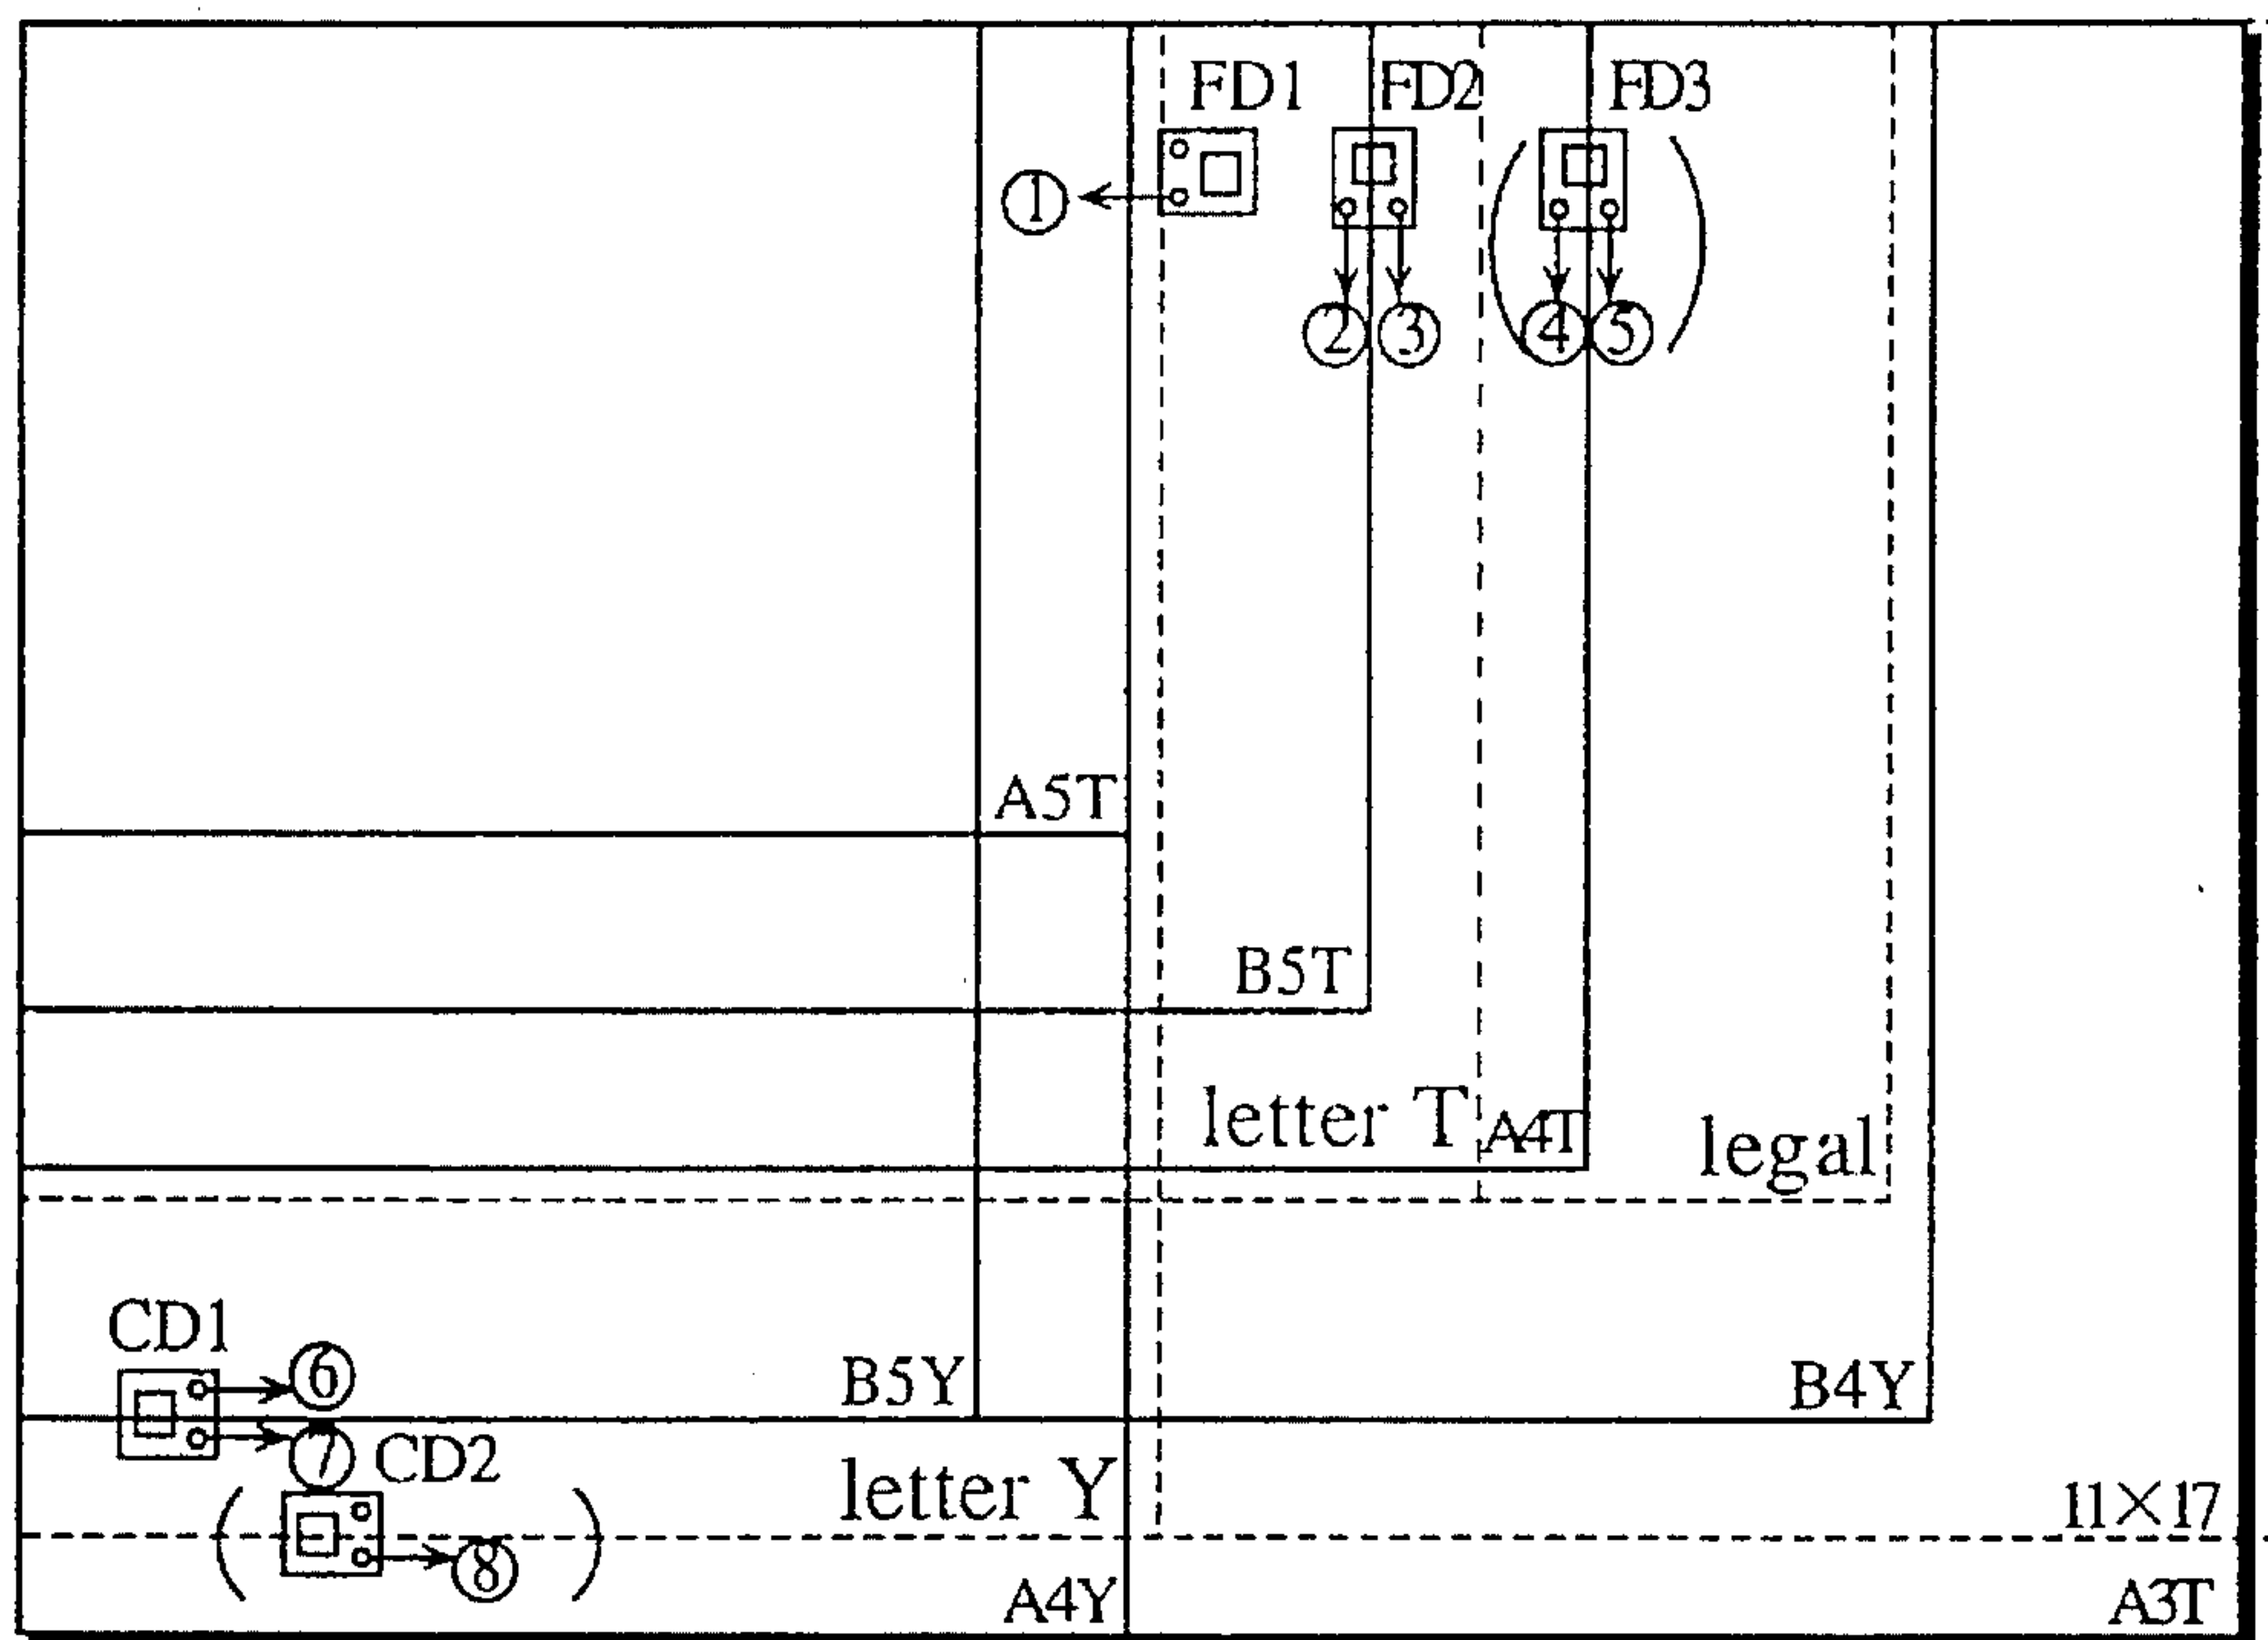 FD1 FD2 FD3
①
② ③ ④ ⑤
A5T
B5T
letter T A4T legal
CD1
⑥ B5Y B4Y
⑦ CD2
letter Y 11×17
⑧
A4Y A3T